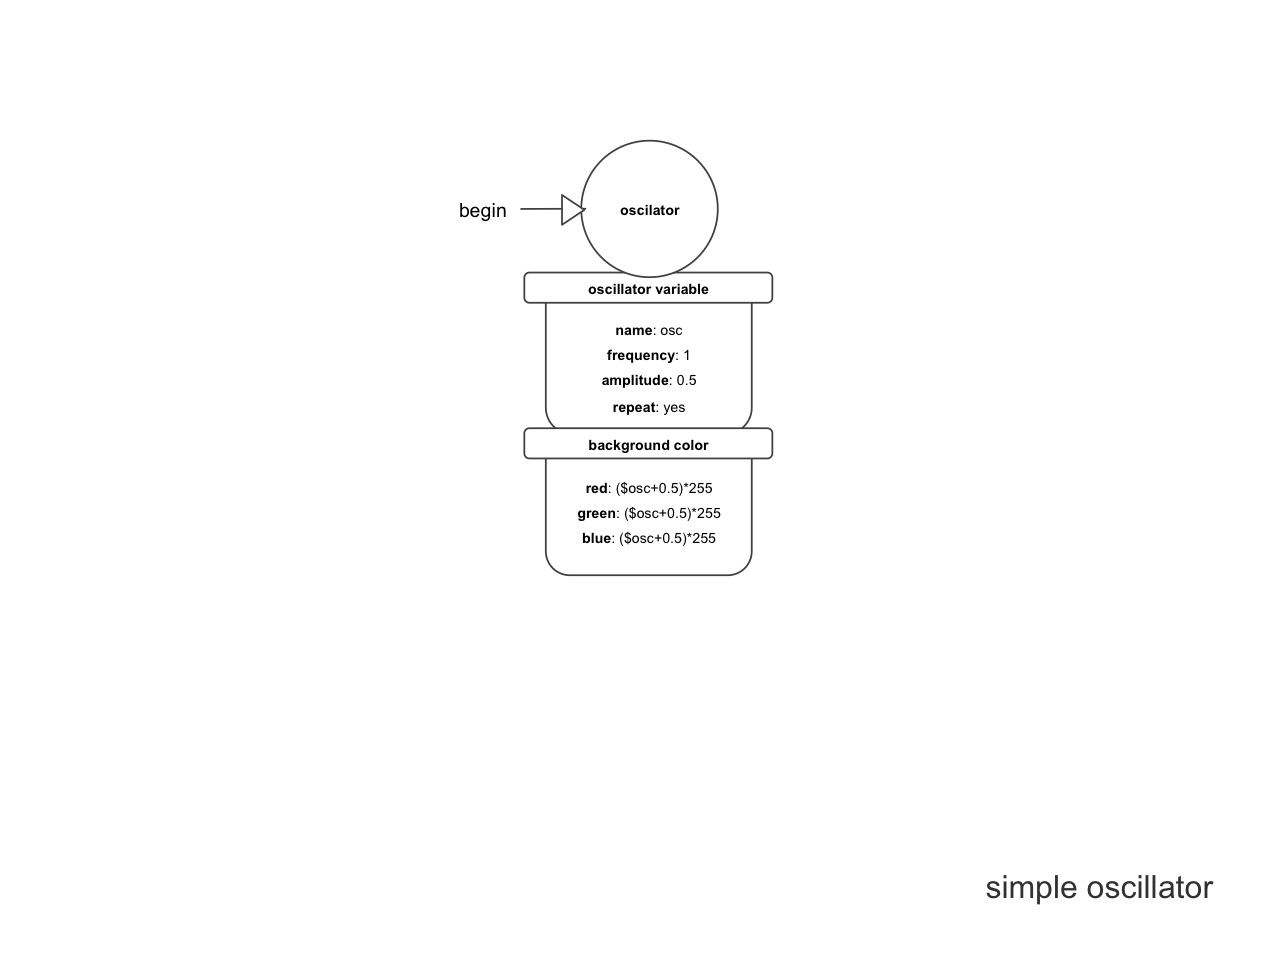 begin
oscilator
oscillator variable
name: osc
frequency: 1
amplitude: 0.5
repeat: yes
background color
red: ($osc+0.5)*255
green: ($osc+0.5)*255
blue: ($osc+0.5)*255
simple oscillator